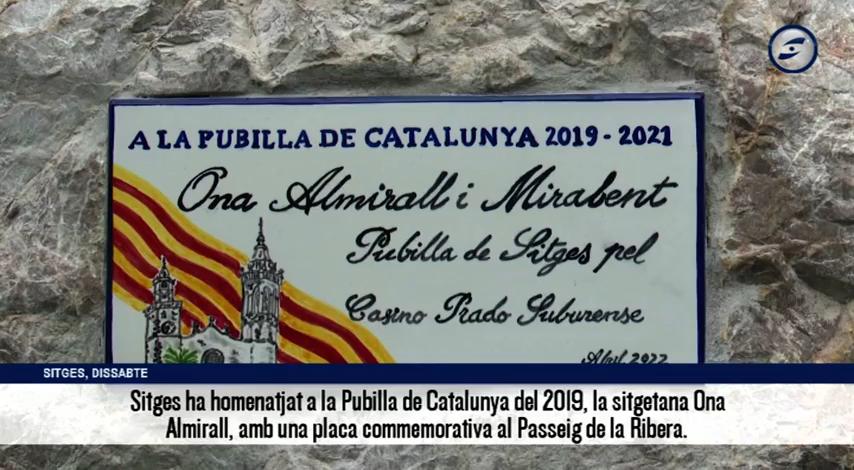 A LA PUBILLA DE CATALUNYA 2019 - 2021
Ona Almirall i Mirabent
Pubilla de Sitges pel
Casino Prado Suburense
Abril 2022
SITGES, DISSABTE
Sitges ha homenatjat a la Pubilla de Catalunya del 2019, la sitgetana Ona
Almirall, amb una placa commemorativa al Passeig de la Ribera.